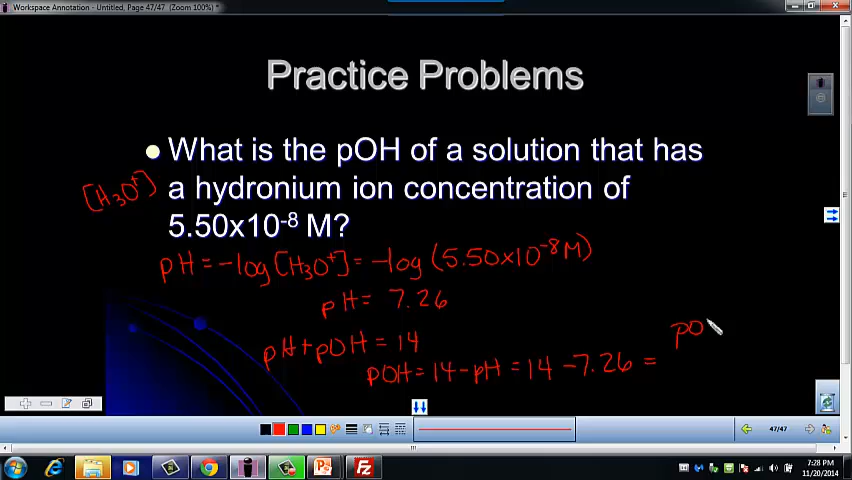 Workspace Annotation - Untitled, Page 47/47 (Zoom 100%) *
Practice Problems
What is the pOH of a solution that has
[H₃O⁺]
a hydronium ion concentration of
5.50x10⁻⁸ M?
pH = -log [H₃O⁺] = -log (5.50x10⁻⁸M)
pH = 7.26
pH + pOH = 14
pOH = 14 - pH = 14 - 7.26 =
pO
47/47
7:28 PM
11/20/2014